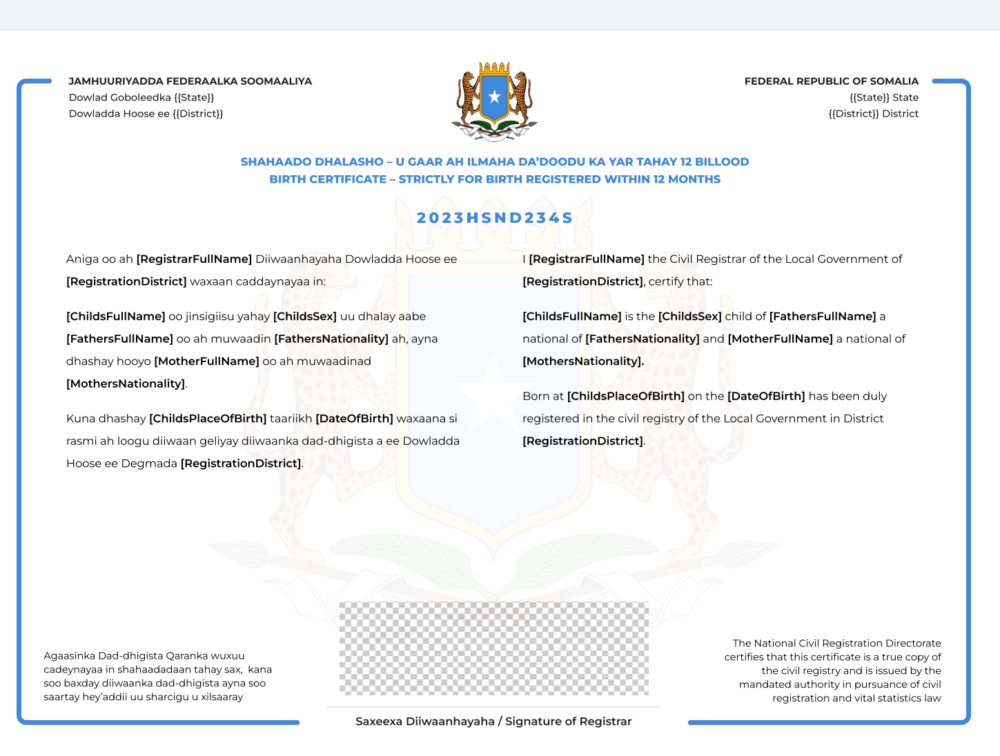 JAMHUURIYADDA FEDERAALKA SOOMAALIYA
Dowlad Goboleedka {{State}}
Dowladda Hoose ee {{District}}
FEDERAL REPUBLIC OF SOMALIA
{{State}} State
{{District}} District
SHAHAADO DHALASHO – U GAAR AH ILMAHA DA’DOODU KA YAR TAHAY 12 BILLOOD
BIRTH CERTIFICATE – STRICTLY FOR BIRTH REGISTERED WITHIN 12 MONTHS
2023HSND234S
Aniga oo ah [RegistrarFullName] Diiwaanhayaha Dowladda Hoose ee
[RegistrationDistrict] waxaan caddaynayaa in:
[ChildsFullName] oo jinsigiisu yahay [ChildsSex] uu dhalay aabe
[FathersFullName] oo ah muwaadin [FathersNationality] ah, ayna
dhashay hooyo [MotherFullName] oo ah muwaadinad
[MothersNationality].
Kuna dhashay [ChildsPlaceOfBirth] taariikh [DateOfBirth] waxaana si
rasmi ah loogu diiwaan geliyay diiwaanka dad-dhigista a ee Dowladda
Hoose ee Degmada [RegistrationDistrict].
I [RegistrarFullName] the Civil Registrar of the Local Government of
[RegistrationDistrict], certify that:
[ChildsFullName] is the [ChildsSex] child of [FathersFullName] a
national of [FathersNationality] and [MotherFullName] a national of
[MothersNationality].
Born at [ChildsPlaceOfBirth] on the [DateOfBirth] has been duly
registered in the civil registry of the Local Government in District
[RegistrationDistrict].
Agaasinka Dad-dhigista Qaranka wuxuu
cadeynayaa in shahaadadaan tahay sax, kana
soo baxday diiwaanka dad-dhigista ayna soo
saartay hey’addii uu sharcigu u xilsaaray
Saxeexa Diiwaanhayaha / Signature of Registrar
The National Civil Registration Directorate
certifies that this certificate is a true copy of
the civil registry and is issued by the
mandated authority in pursuance of civil
registration and vital statistics law